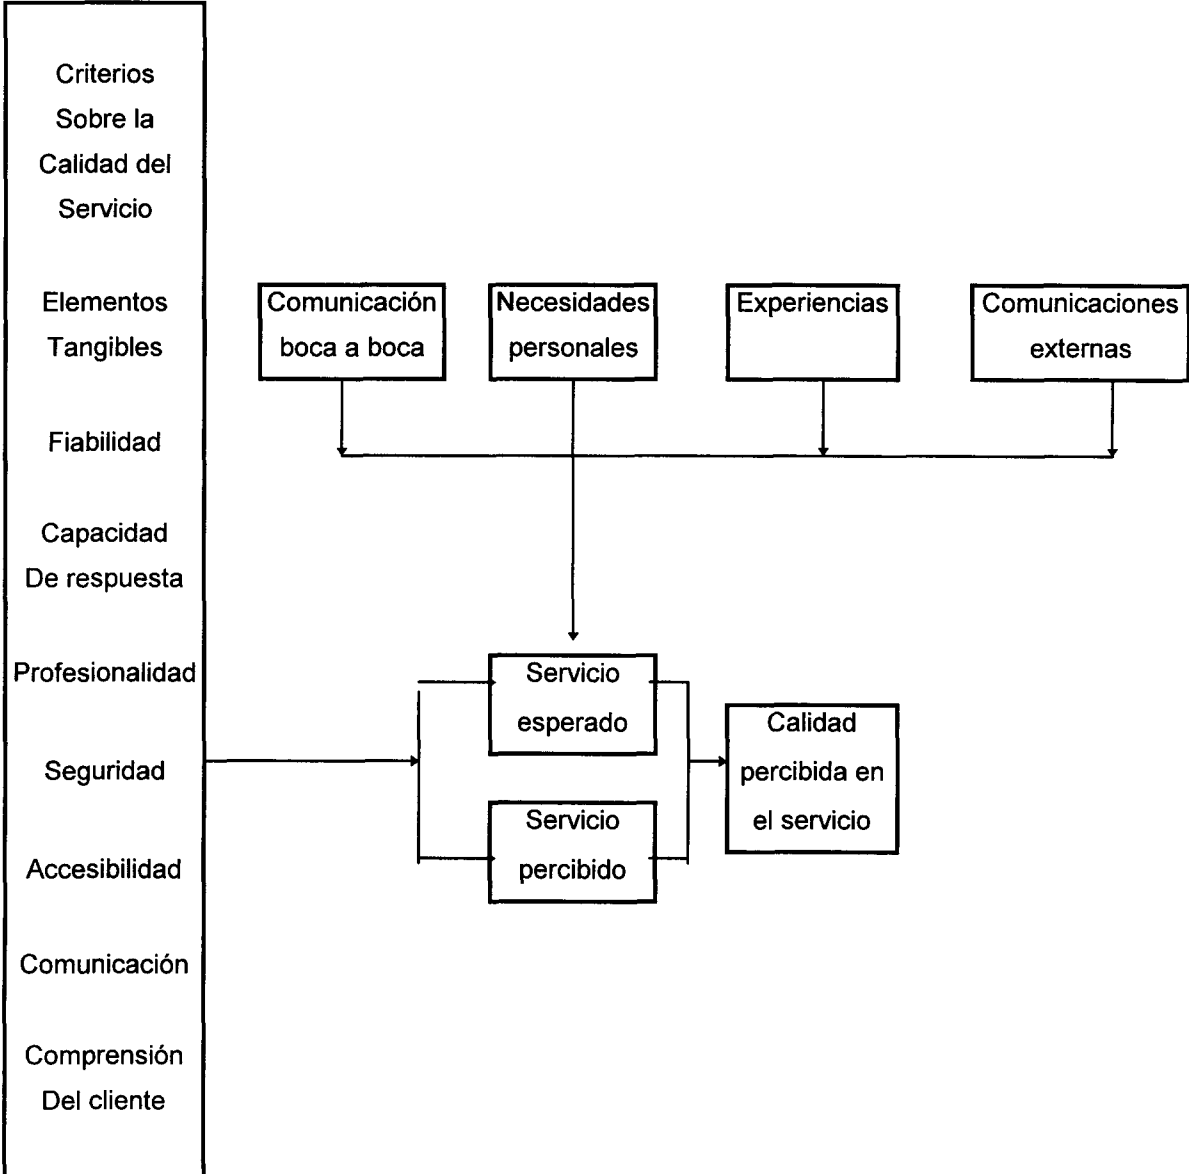 Criterios
Sobre la
Calidad del
Servicio
Elementos
Tangibles
Fiabilidad
Capacidad
De respuesta
Profesionalidad
Seguridad
Accesibilidad
Comunicación
Comprensión
Del cliente
Comunicación
boca a boca
Necesidades
personales
Experiencias
Comunicaciones
externas
Servicio
esperado
Servicio
percibido
Calidad
percibida en
el servicio